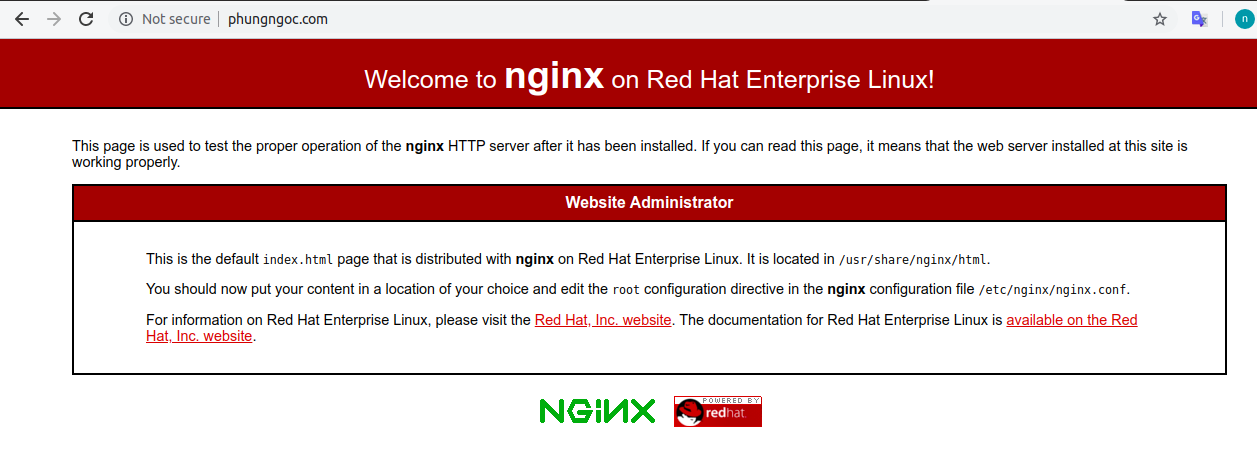 Not secure phungngoc.com
n
Welcome to nginx on Red Hat Enterprise Linux!
This page is used to test the proper operation of the nginx HTTP server after it has been installed. If you can read this page, it means that the web server installed at this site is
working properly.
Website Administrator
This is the default index.html page that is distributed with nginx on Red Hat Enterprise Linux. It is located in /usr/share/nginx/html.
You should now put your content in a location of your choice and edit the root configuration directive in the nginx configuration file /etc/nginx/nginx.conf.
For information on Red Hat Enterprise Linux, please visit the Red Hat, Inc. website. The documentation for Red Hat Enterprise Linux is available on the Red
Hat, Inc. website.
NGINX
POWERED BY
redhat.